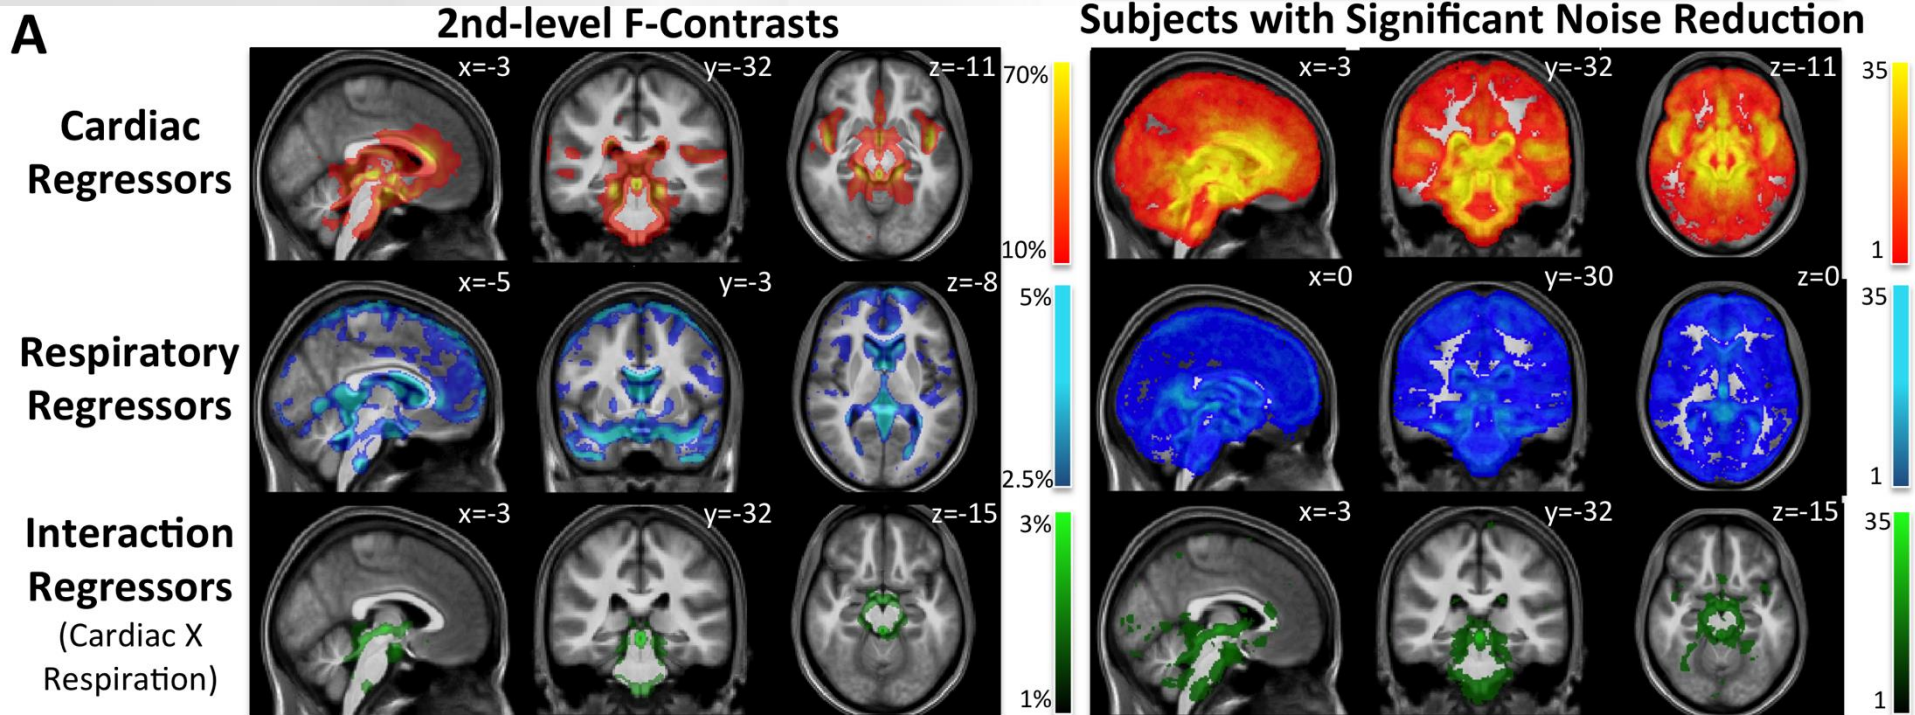 A
2nd-level F-Contrasts
Subjects with Significant Noise Reduction
Cardiac
Regressors
x=-3
y=-32
z=-11
70%
10%
x=-3
y=-32
z=-11
35
1
Respiratory
Regressors
x=-5
y=-3
z=-8
5%
2.5%
x=0
y=-30
z=0
35
1
Interaction
Regressors
(Cardiac X
Respiration)
x=-3
y=-32
z=-15
3%
1%
x=-3
y=-32
z=-15
35
1